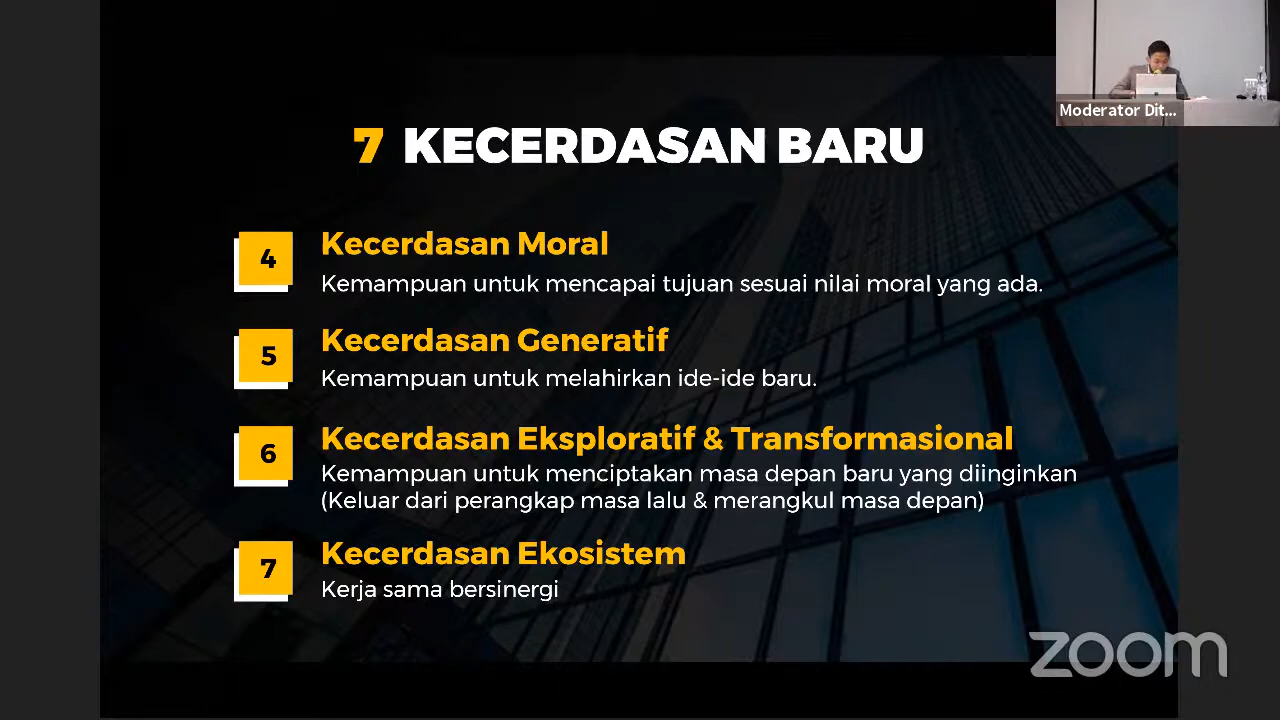 Moderator Dit...
7 KECERDASAN BARU
4
Kecerdasan Moral
Kemampuan untuk mencapai tujuan sesuai nilai moral yang ada.
5
Kecerdasan Generatif
Kemampuan untuk melahirkan ide-ide baru.
6
Kecerdasan Eksploratif & Transformasional
Kemampuan untuk menciptakan masa depan baru yang diinginkan
(Keluar dari perangkap masa lalu & merangkul masa depan)
7
Kecerdasan Ekosistem
Kerja sama bersinergi
zoom